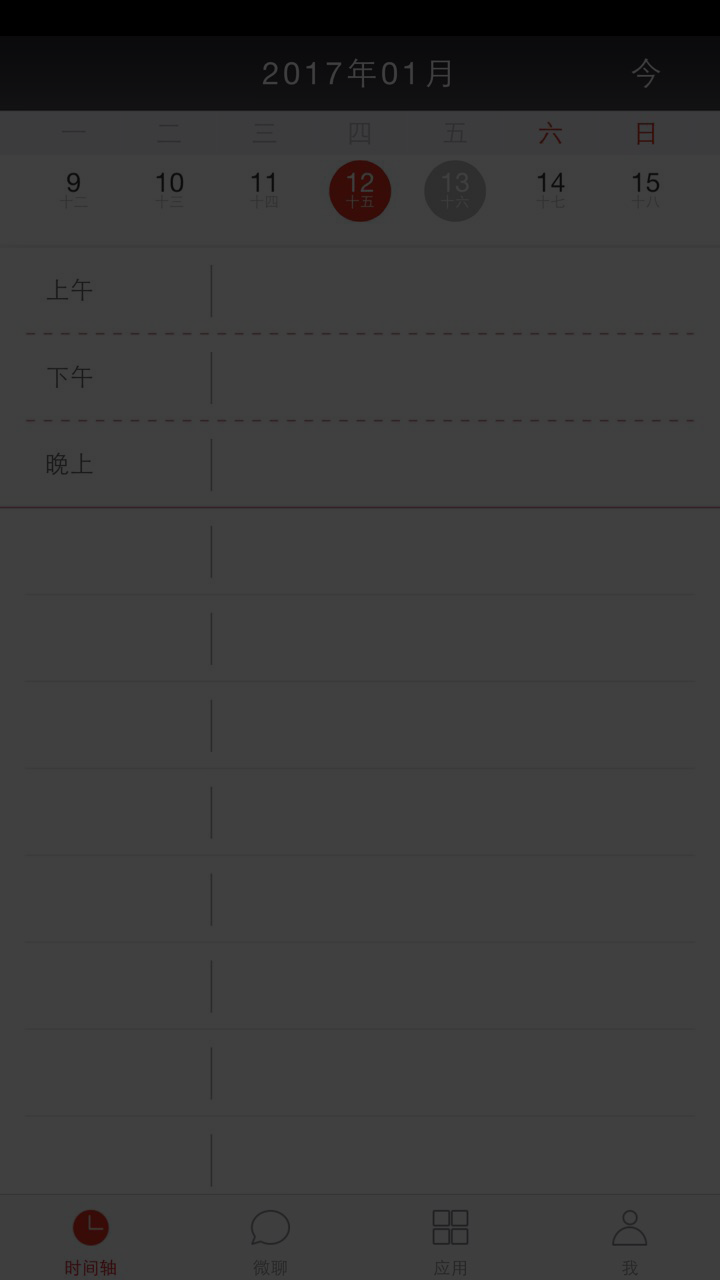 2017年01月 今
一 二 三 四 五 六 日
9 10 11 12 13 14 15
十二 十三 十四 十五 十六 十七 十八
上午
下午
晚上
时间轴 微聊 应用 我